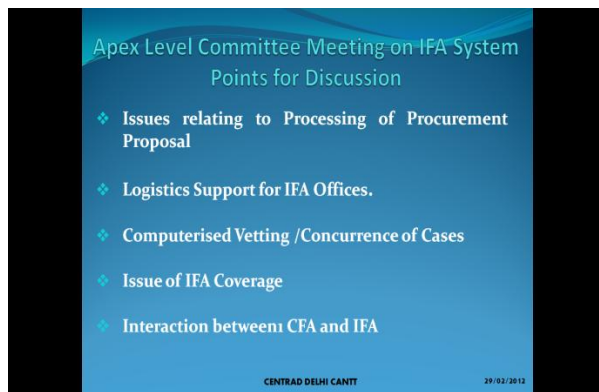 Apex Level Committee Meeting on IFA System
Points for Discussion
Issues relating to Processing of Procurement
Proposal
Logistics Support for IFA Offices.
Computerised Vetting /Concurrence of Cases
Issue of IFA Coverage
Interaction between1 CFA and IFA
CENTRAD DELHI CANTT
29/02/2012